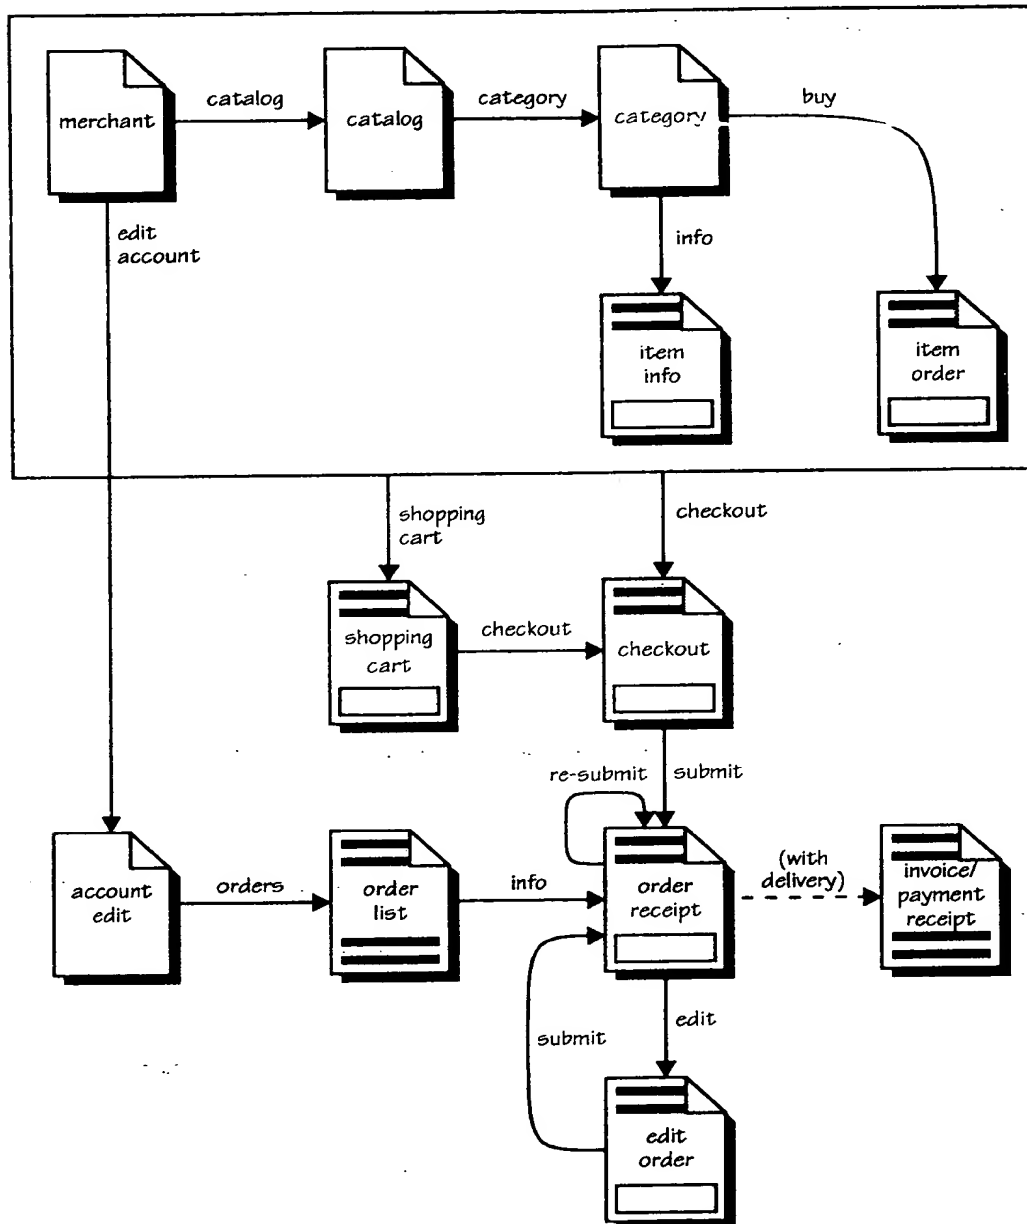 merchant
catalog
catalog
category
category
buy
edit
account
info
item
info
item
order
shopping
cart
checkout
shopping
cart
checkout
checkout
re-submit
submit
account
edit
orders
order
list
info
order
receipt
(with
delivery)
invoice/
payment
receipt
submit
edit
edit
order